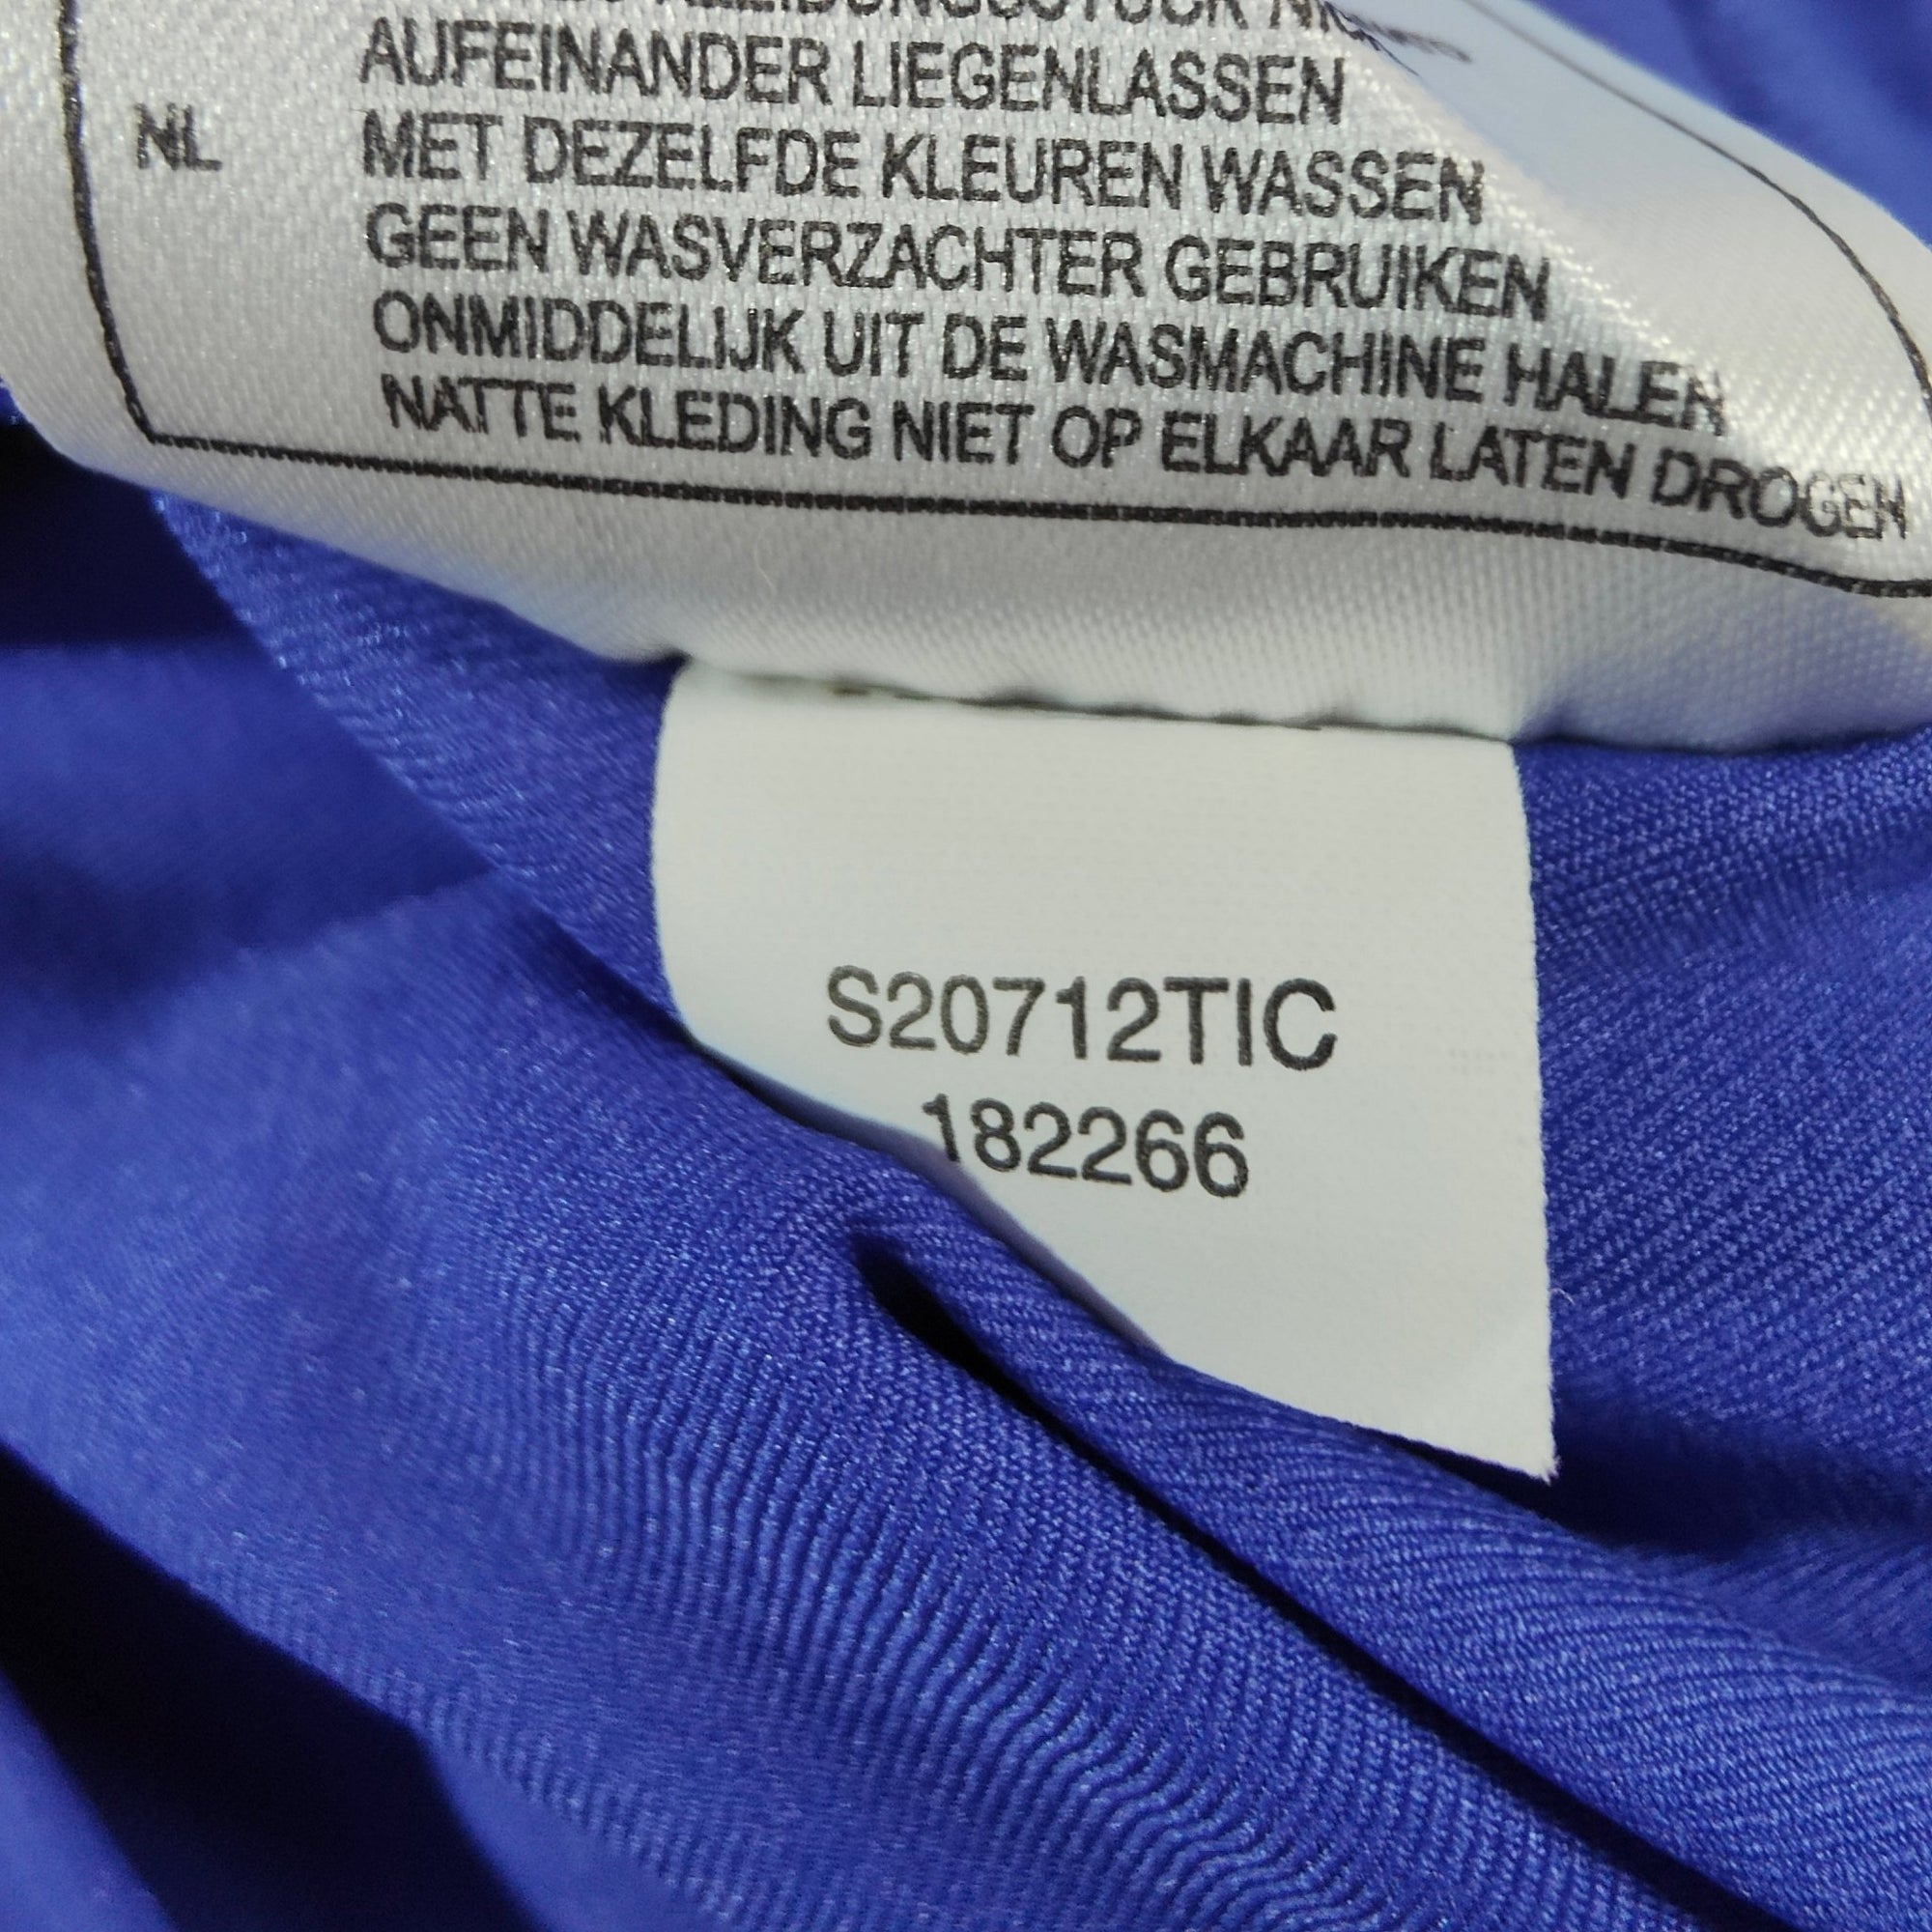 AUFEINANDER LIEGENLASSEN
NL MET DEZELFDE KLEUREN WASSEN
GEEN WASVERZACHTER GEBRUIKEN
ONMIDDELIJK UIT DE WASMACHINE HALEN
NATTE KLEDING NIET OP ELKAAR LATEN DROGEN
S20712TIC
182266